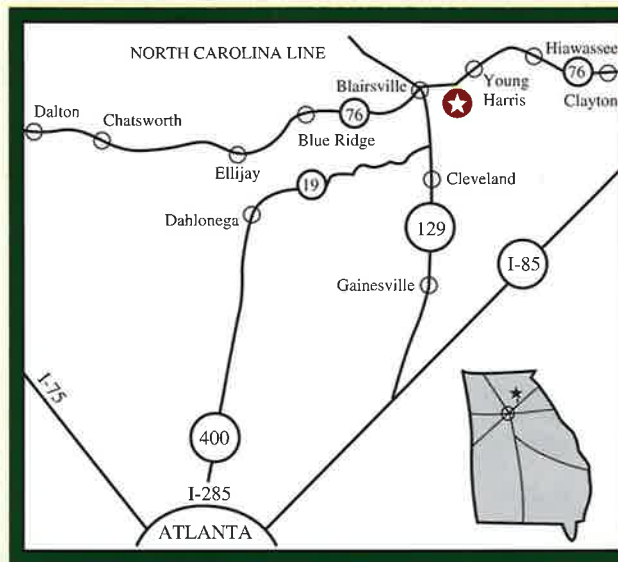 NORTH CAROLINA LINE
Hiawassee
Blairsville
Young
Harris
76
Clayton
Dalton
Chatsworth
76
Blue Ridge
Ellijay
19
Cleveland
Dahlonega
129
I-85
Gainesville
I-75
400
I-285
ATLANTA